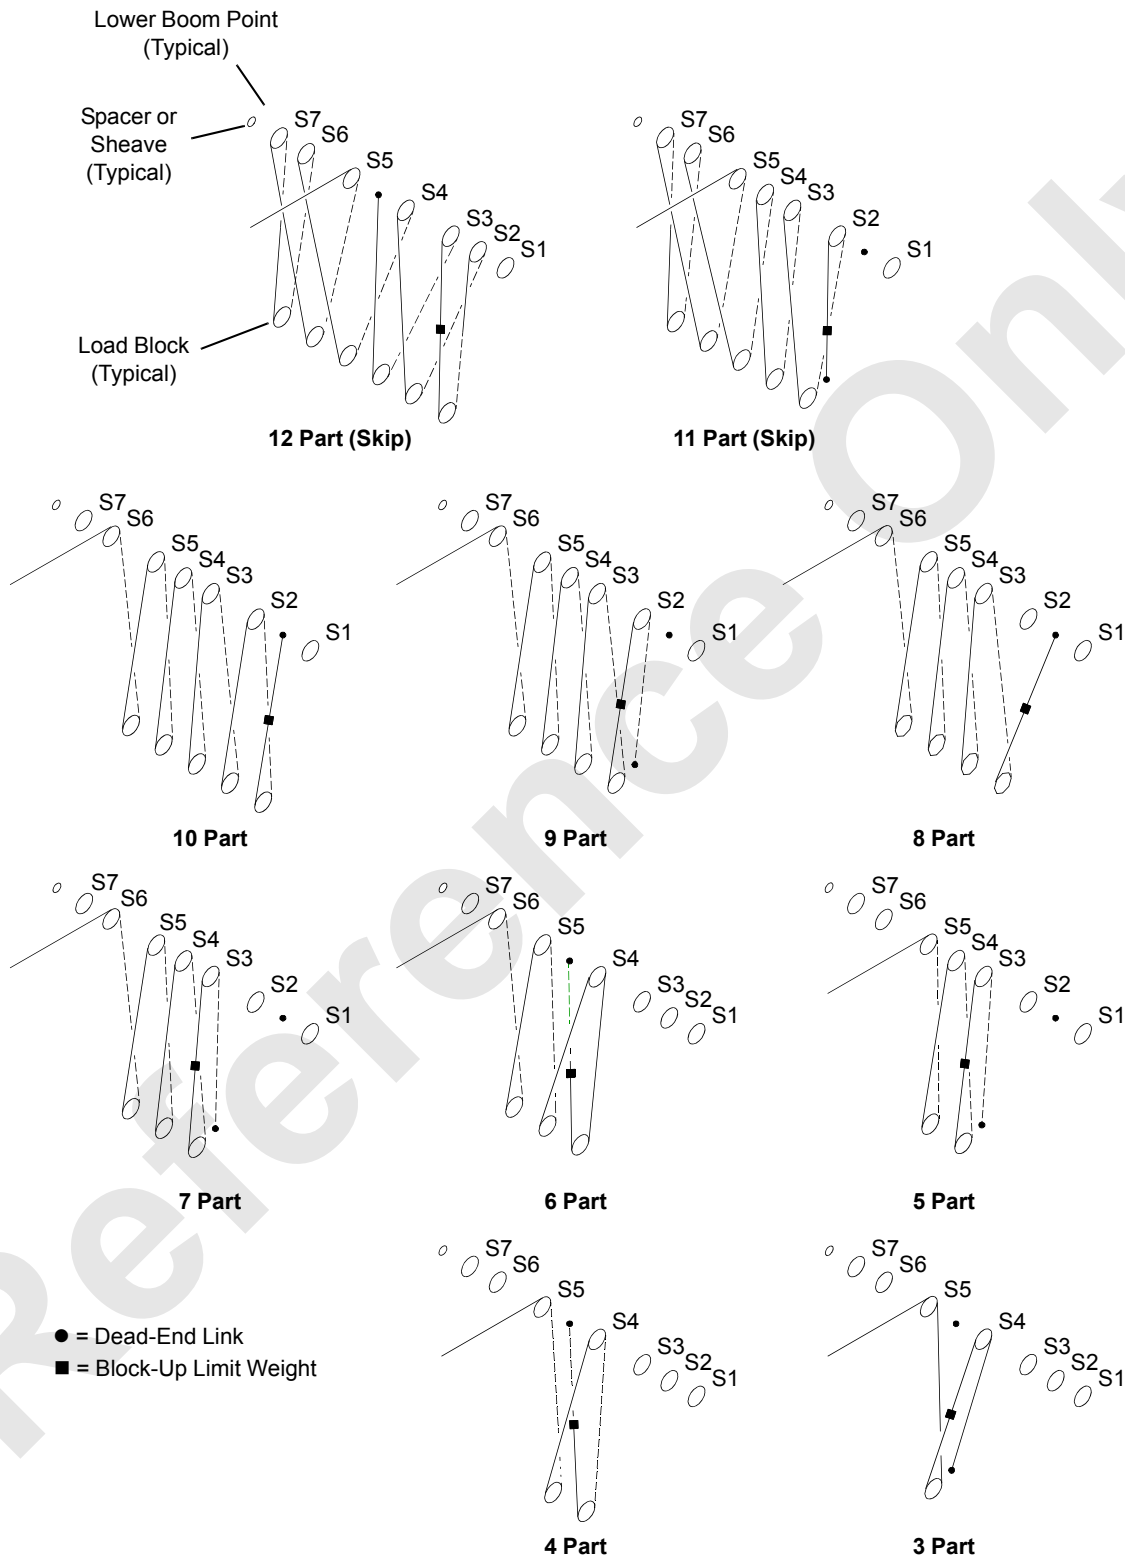 Lower Boom Point
(Typical)
Spacer or
Sheave
(Typical)
S7
S6
S5
S4
S3
S2
S1
Load Block
(Typical)
12 Part (Skip)
S7
S6
S5
S4
S3
S2
S1
11 Part (Skip)
S7
S6
S5
S4
S3
S2
S1
10 Part
S7
S6
S5
S4
S3
S2
S1
9 Part
S7
S6
S5
S4
S3
S2
S1
8 Part
S7
S6
S5
S4
S3
S2
S1
7 Part
S7
S6
S5
S4
S3
S2
S1
6 Part
S7
S6
S5
S4
S3
S2
S1
5 Part
● = Dead-End Link
■ = Block-Up Limit Weight
S7
S6
S5
S4
S3
S2
S1
4 Part
S7
S6
S5
S4
S3
S2
S1
3 Part
Reference Only